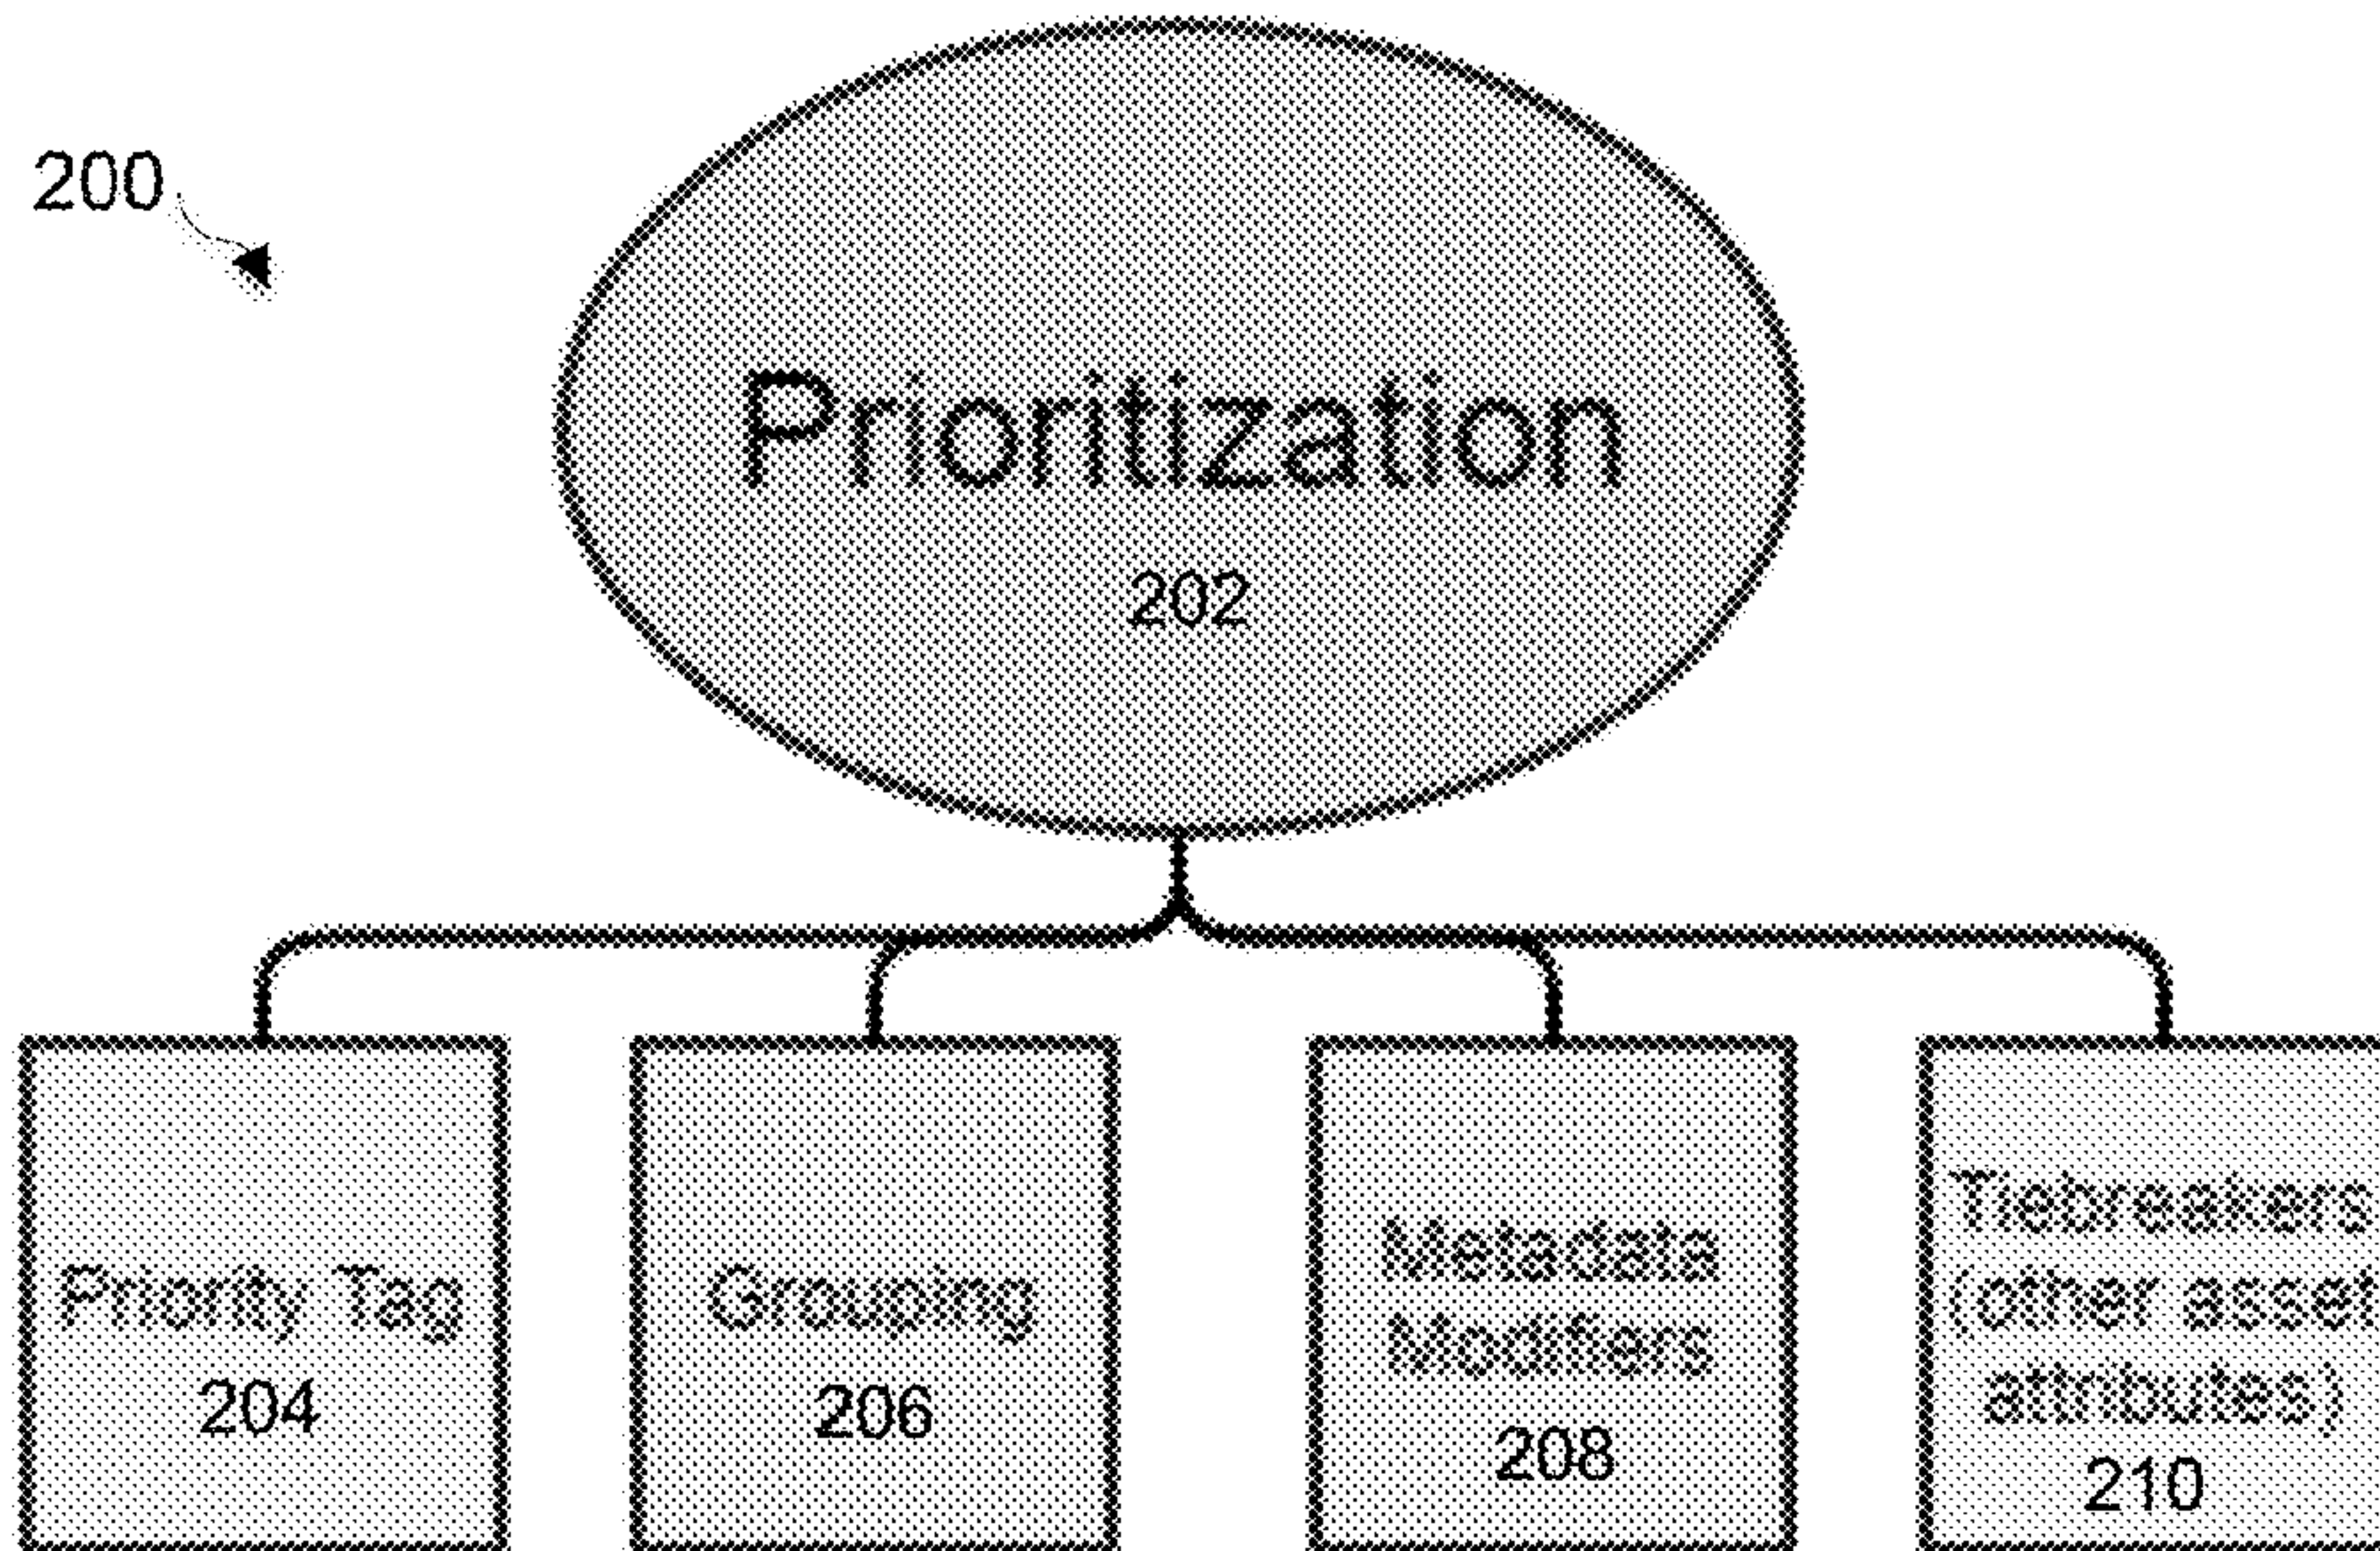 200
Prioritization
202
Priority Tag
204
Grouping
206
Metadata
Modifiers
208
Tiebreakers
(other asset
attributes)
210